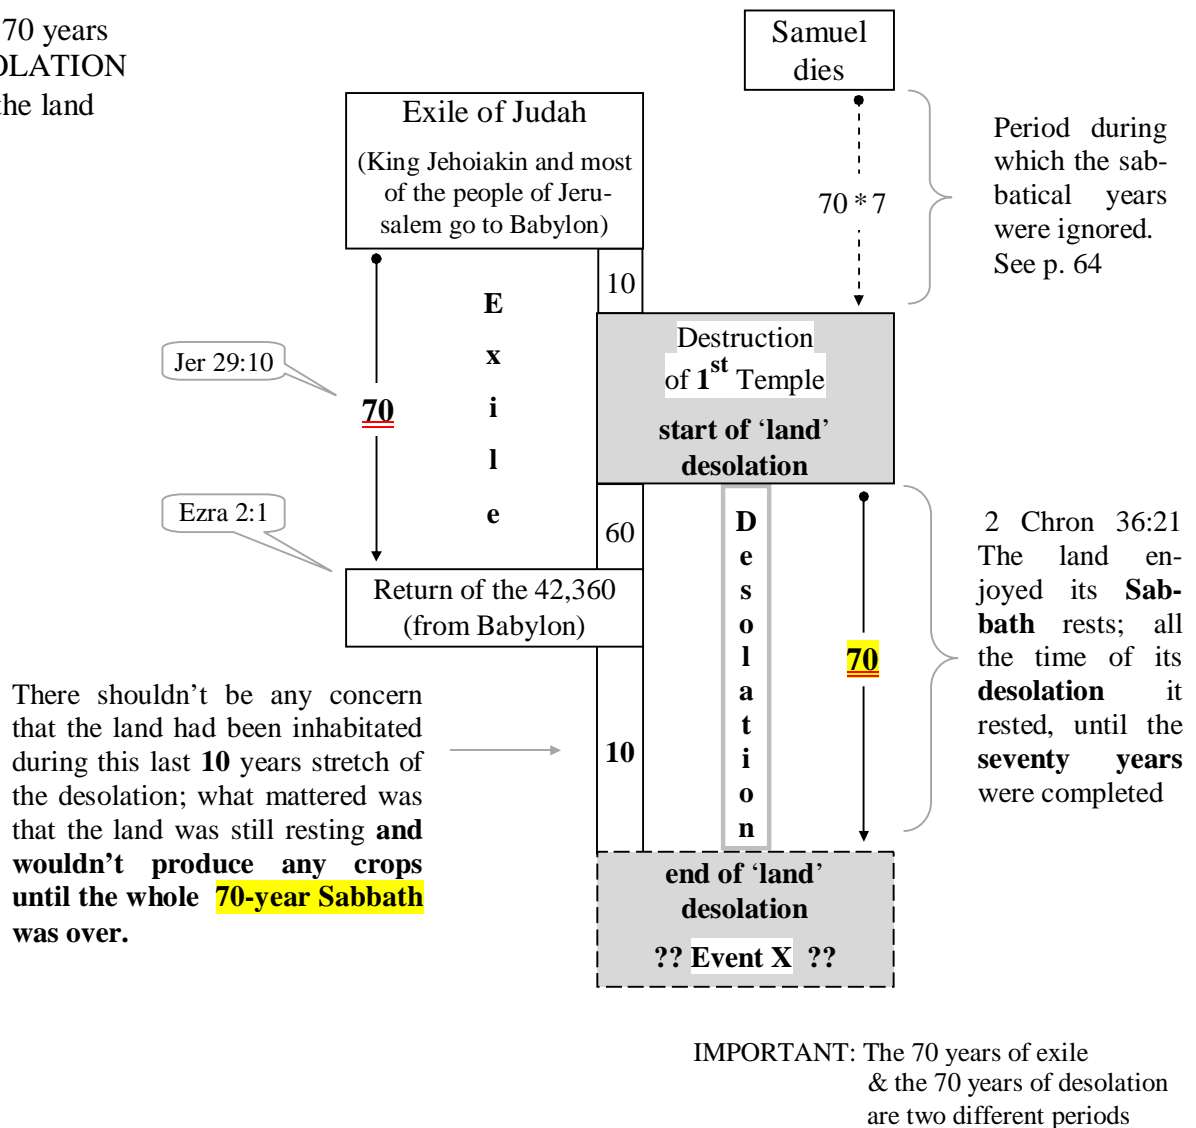 70 years
OLATION
the land
Samuel
dies
Exile of Judah
(King Jehoiakin and most
of the people of Jeru-
salem go to Babylon)
70 * 7
Period during
which the sab-
batical years
were ignored.
See p. 64
10
E
x
i
l
e
Jer 29:10
70
Destruction
of 1st Temple
start of ‘land’
desolation
Ezra 2:1
60
Return of the 42,360
(from Babylon)
D
e
s
o
l
a
t
i
o
n
70
2 Chron 36:21
The land en-
joyed its Sab-
bath rests; all
the time of its
desolation it
rested, until the
seventy years
were completed
There shouldn’t be any concern
that the land had been inhabitated
during this last 10 years stretch of
the desolation; what mattered was
that the land was still resting and
wouldn’t produce any crops
until the whole 70-year Sabbath
was over.
10
end of ‘land’
desolation
?? Event X ??
IMPORTANT: The 70 years of exile
& the 70 years of desolation
are two different periods